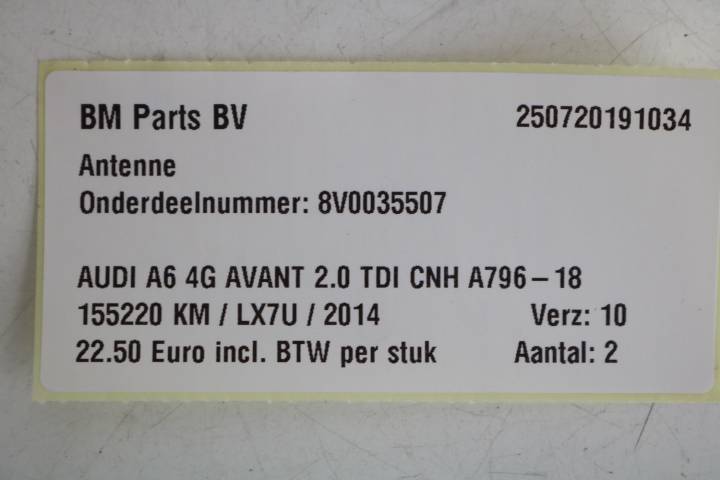 BM Parts BV 250720191034
Antenne
Onderdeelnummer: 8V0035507
AUDI A6 4G AVANT 2.0 TDI CNH A796-18
155220 KM / LX7U / 2014 Verz: 10
22.50 Euro incl. BTW per stuk Aantal: 2